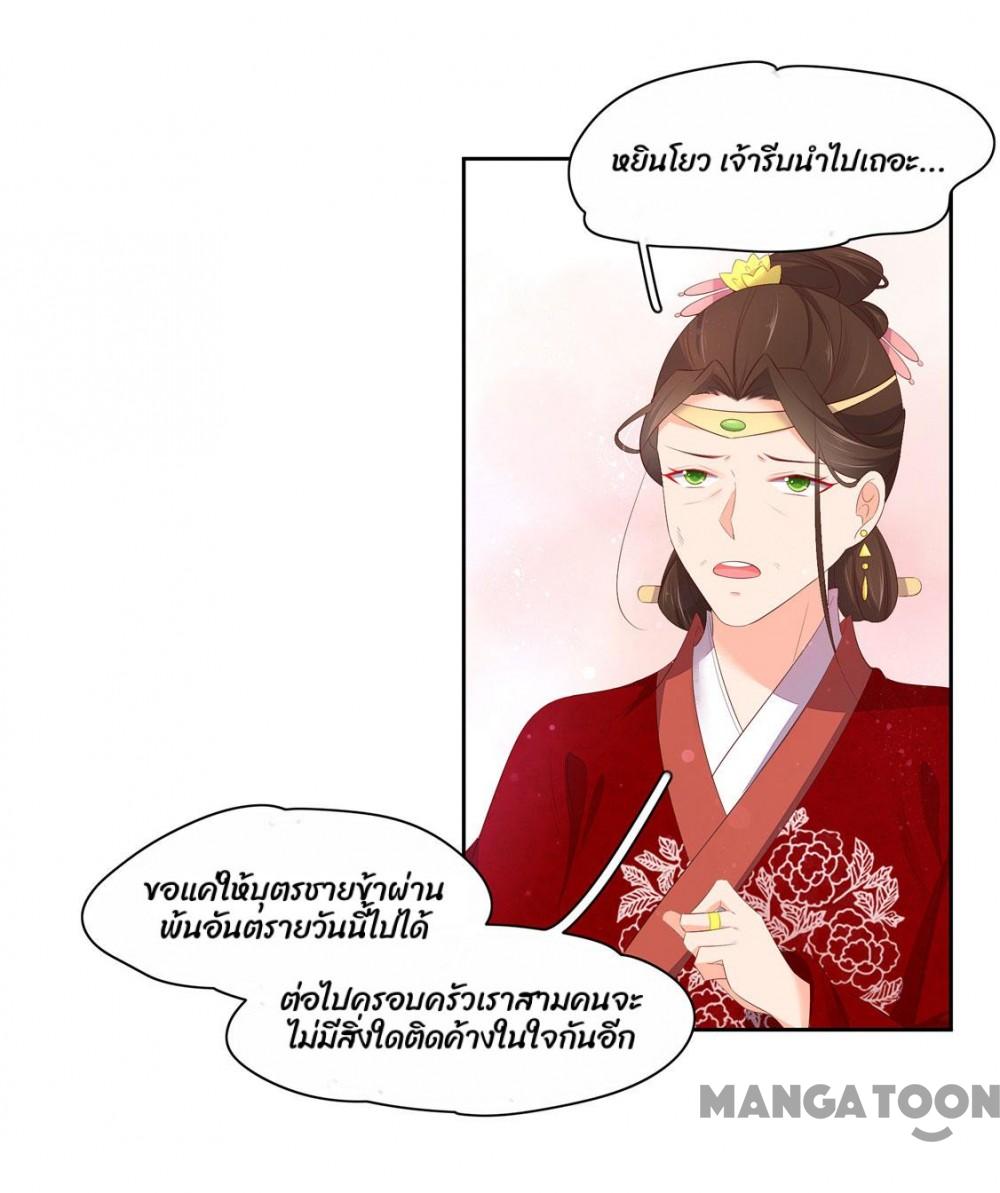 หยินโยว เจ้ารีบนำไปเถอะ...
ขอแค่ให้บุตรชายข้าผ่าน
พ้นอันตรายวันนี้ไปได้
ต่อไปครอบครัวเราสามคนจะ
ไม่มีสิ่งใดติดค้างในใจกันอีก
MANGATOON